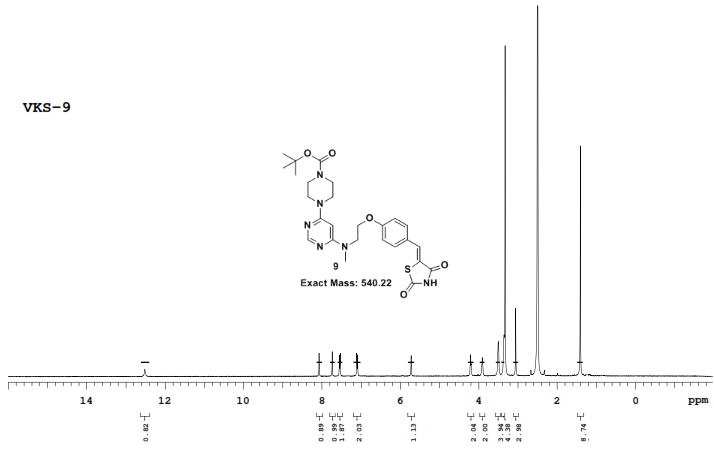 VKS-9
O
O
N
N
N
N
N
O
S
O
O
NH
9
Exact Mass: 540.22
14 12 10 8 6 4 2 0 ppm
0.82 0.89 0.99 1.87 2.03 1.13 2.04 2.00 3.94 4.38 2.98 8.74